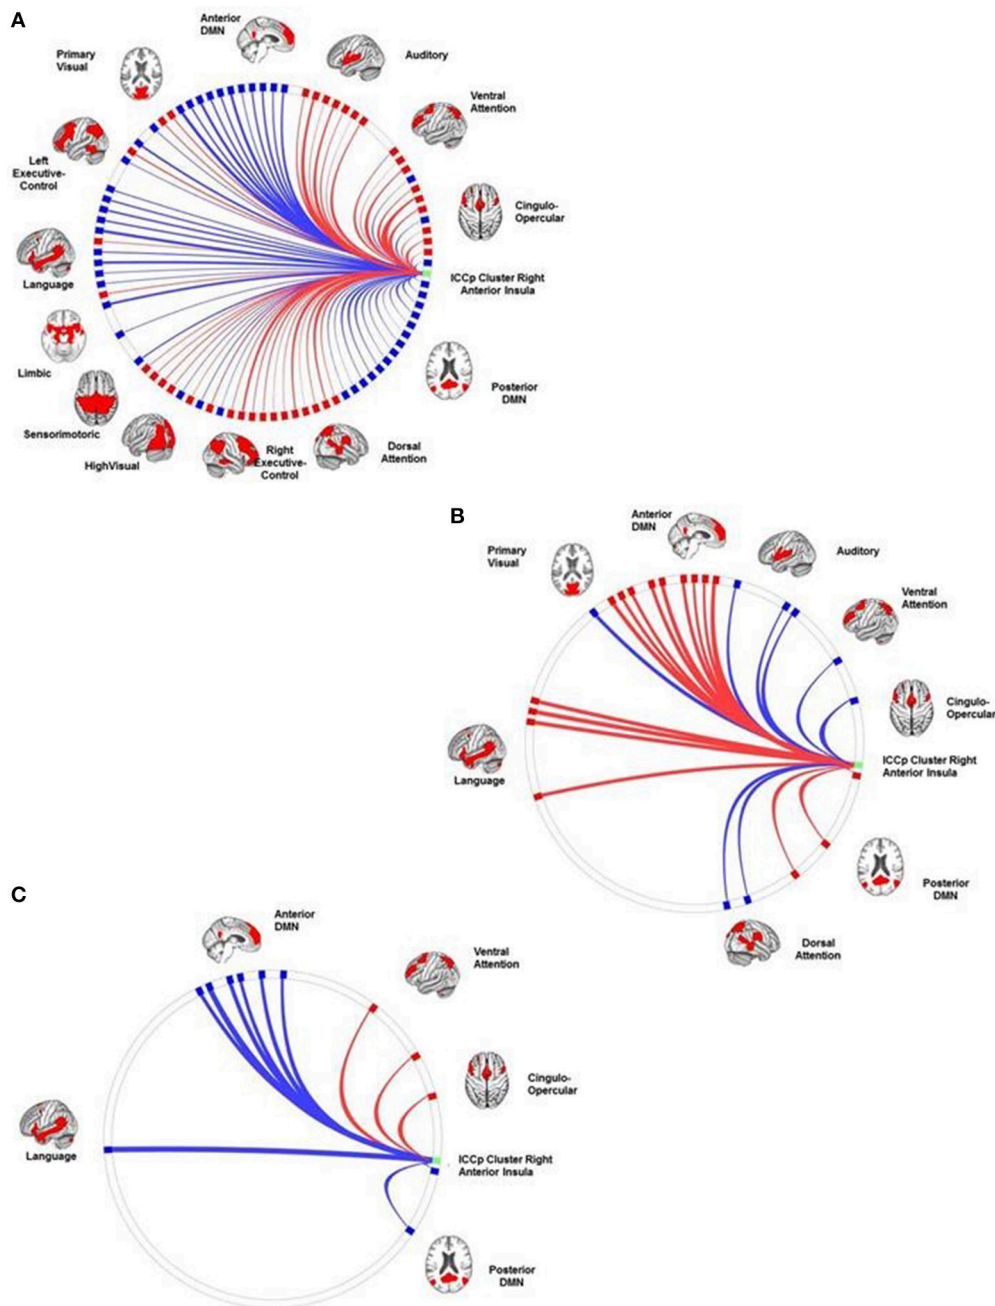 A
Anterior
DMN
Auditory
Primary
Visual
Ventral
Attention
Left
Executive-
Control
Cingulo-
Opercular
Language
ICCp Cluster Right
Anterior Insula
Limbic
Posterior
DMN
Sensorimotoric
HighVisual
Right
Executive-
Control
Dorsal
Attention
B
Anterior
DMN
Primary
Visual
Auditory
Ventral
Attention
Cingulo-
Opercular
Language
ICCp Cluster Right
Anterior Insula
Posterior
DMN
Dorsal
Attention
C
Anterior
DMN
Ventral
Attention
Cingulo-
Opercular
Language
ICCp Cluster Right
Anterior Insula
Posterior
DMN